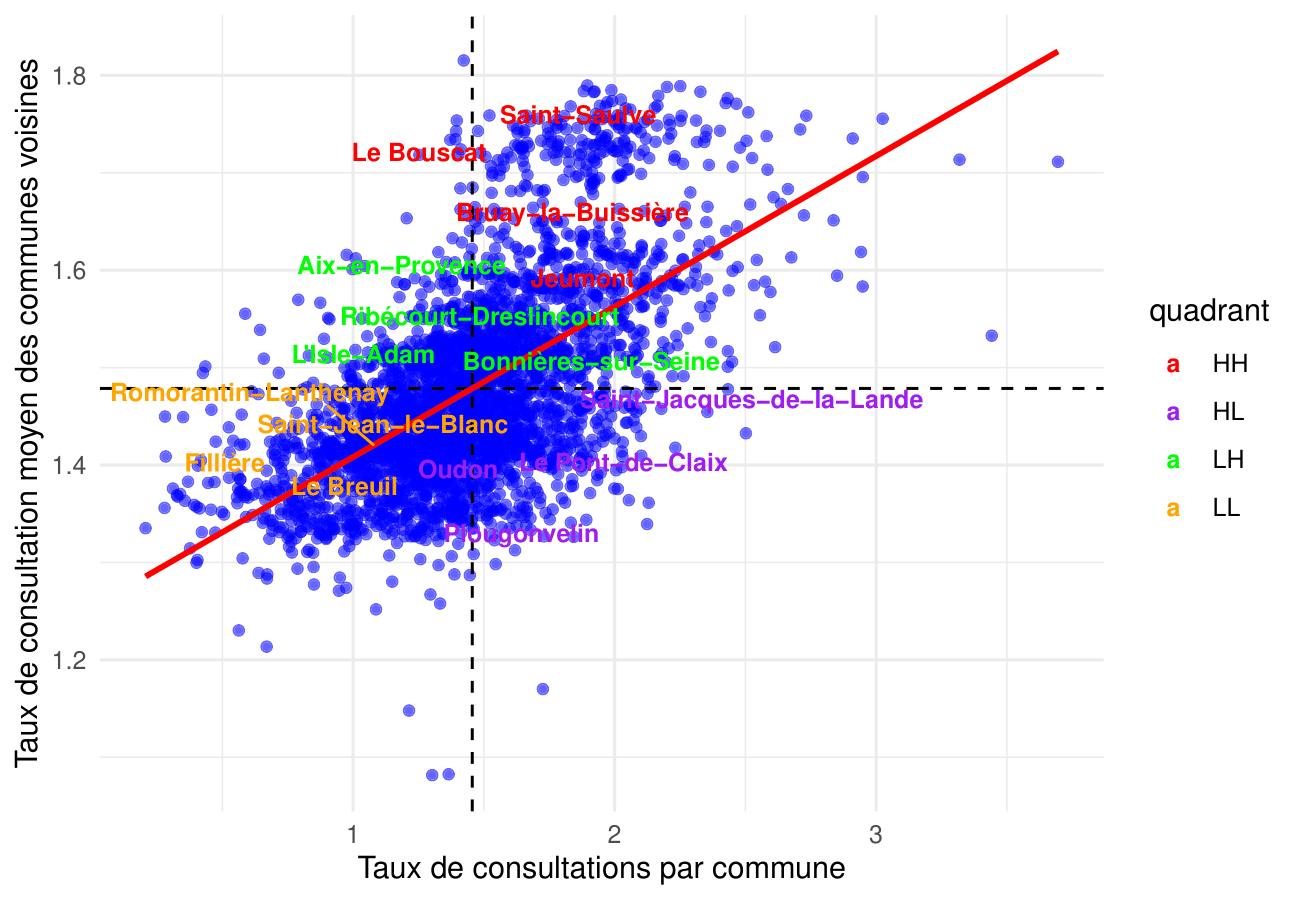 Taux de consultation moyen des communes voisines
1.8
1.6
1.4
1.2
Saint−Saulve
Le Bouscat
Bruay−la−Buissière
Aix−en−Provence
Jeumont
Ribécourt−Dreslincourt
L'Isle−Adam
Bonnières−sur−Seine
Romorantin−Lanthenay
Saint−Jacques−de−la−Lande
Saint−Jean−le−Blanc
Fillière
Oudon
Le Pont−de−Claix
Le Breuil
Plougonvelin
1
2
3
Taux de consultations par commune
quadrant
a HH
a HL
a LH
a LL